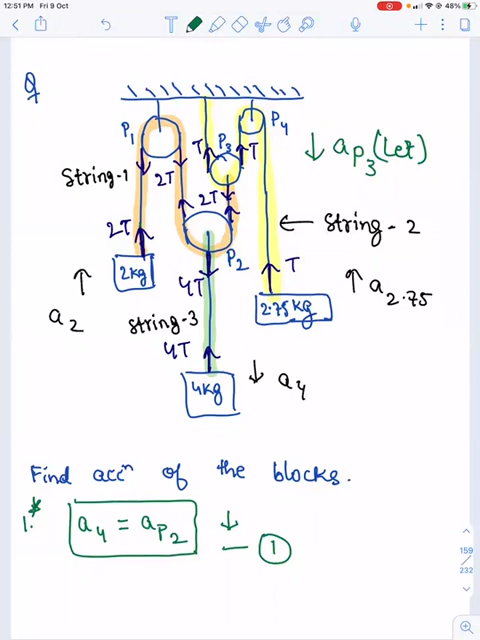 12:51 PM Fri 9 Oct
48%
Q
P₁
P₃
P₄
T
T
↓ aP₃ (Let)
String-1
2T
2T
2T
← String - 2
P₂
2kg
4T
T
↑ a₂
2.75kg
↑ a₂.₇₅
String-3
4T
4kg
↓ a₄
Find accⁿ of the blocks.
1.* a₄ = aP₂ ↓ — ①
159
/
232